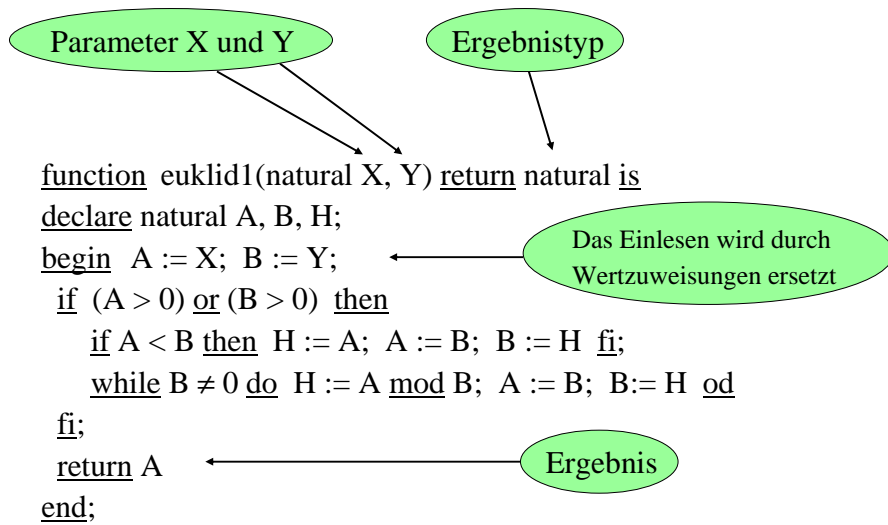 Parameter X und Y
Ergebnistyp
function euklid1(natural X, Y) return natural is
declare natural A, B, H;
begin A := X; B := Y;
Das Einlesen wird durch
Wertzuweisungen ersetzt
if (A > 0) or (B > 0) then
if A < B then H := A; A := B; B := H fi;
while B ≠ 0 do H := A mod B; A := B; B:= H od
fi;
return A
Ergebnis
end;